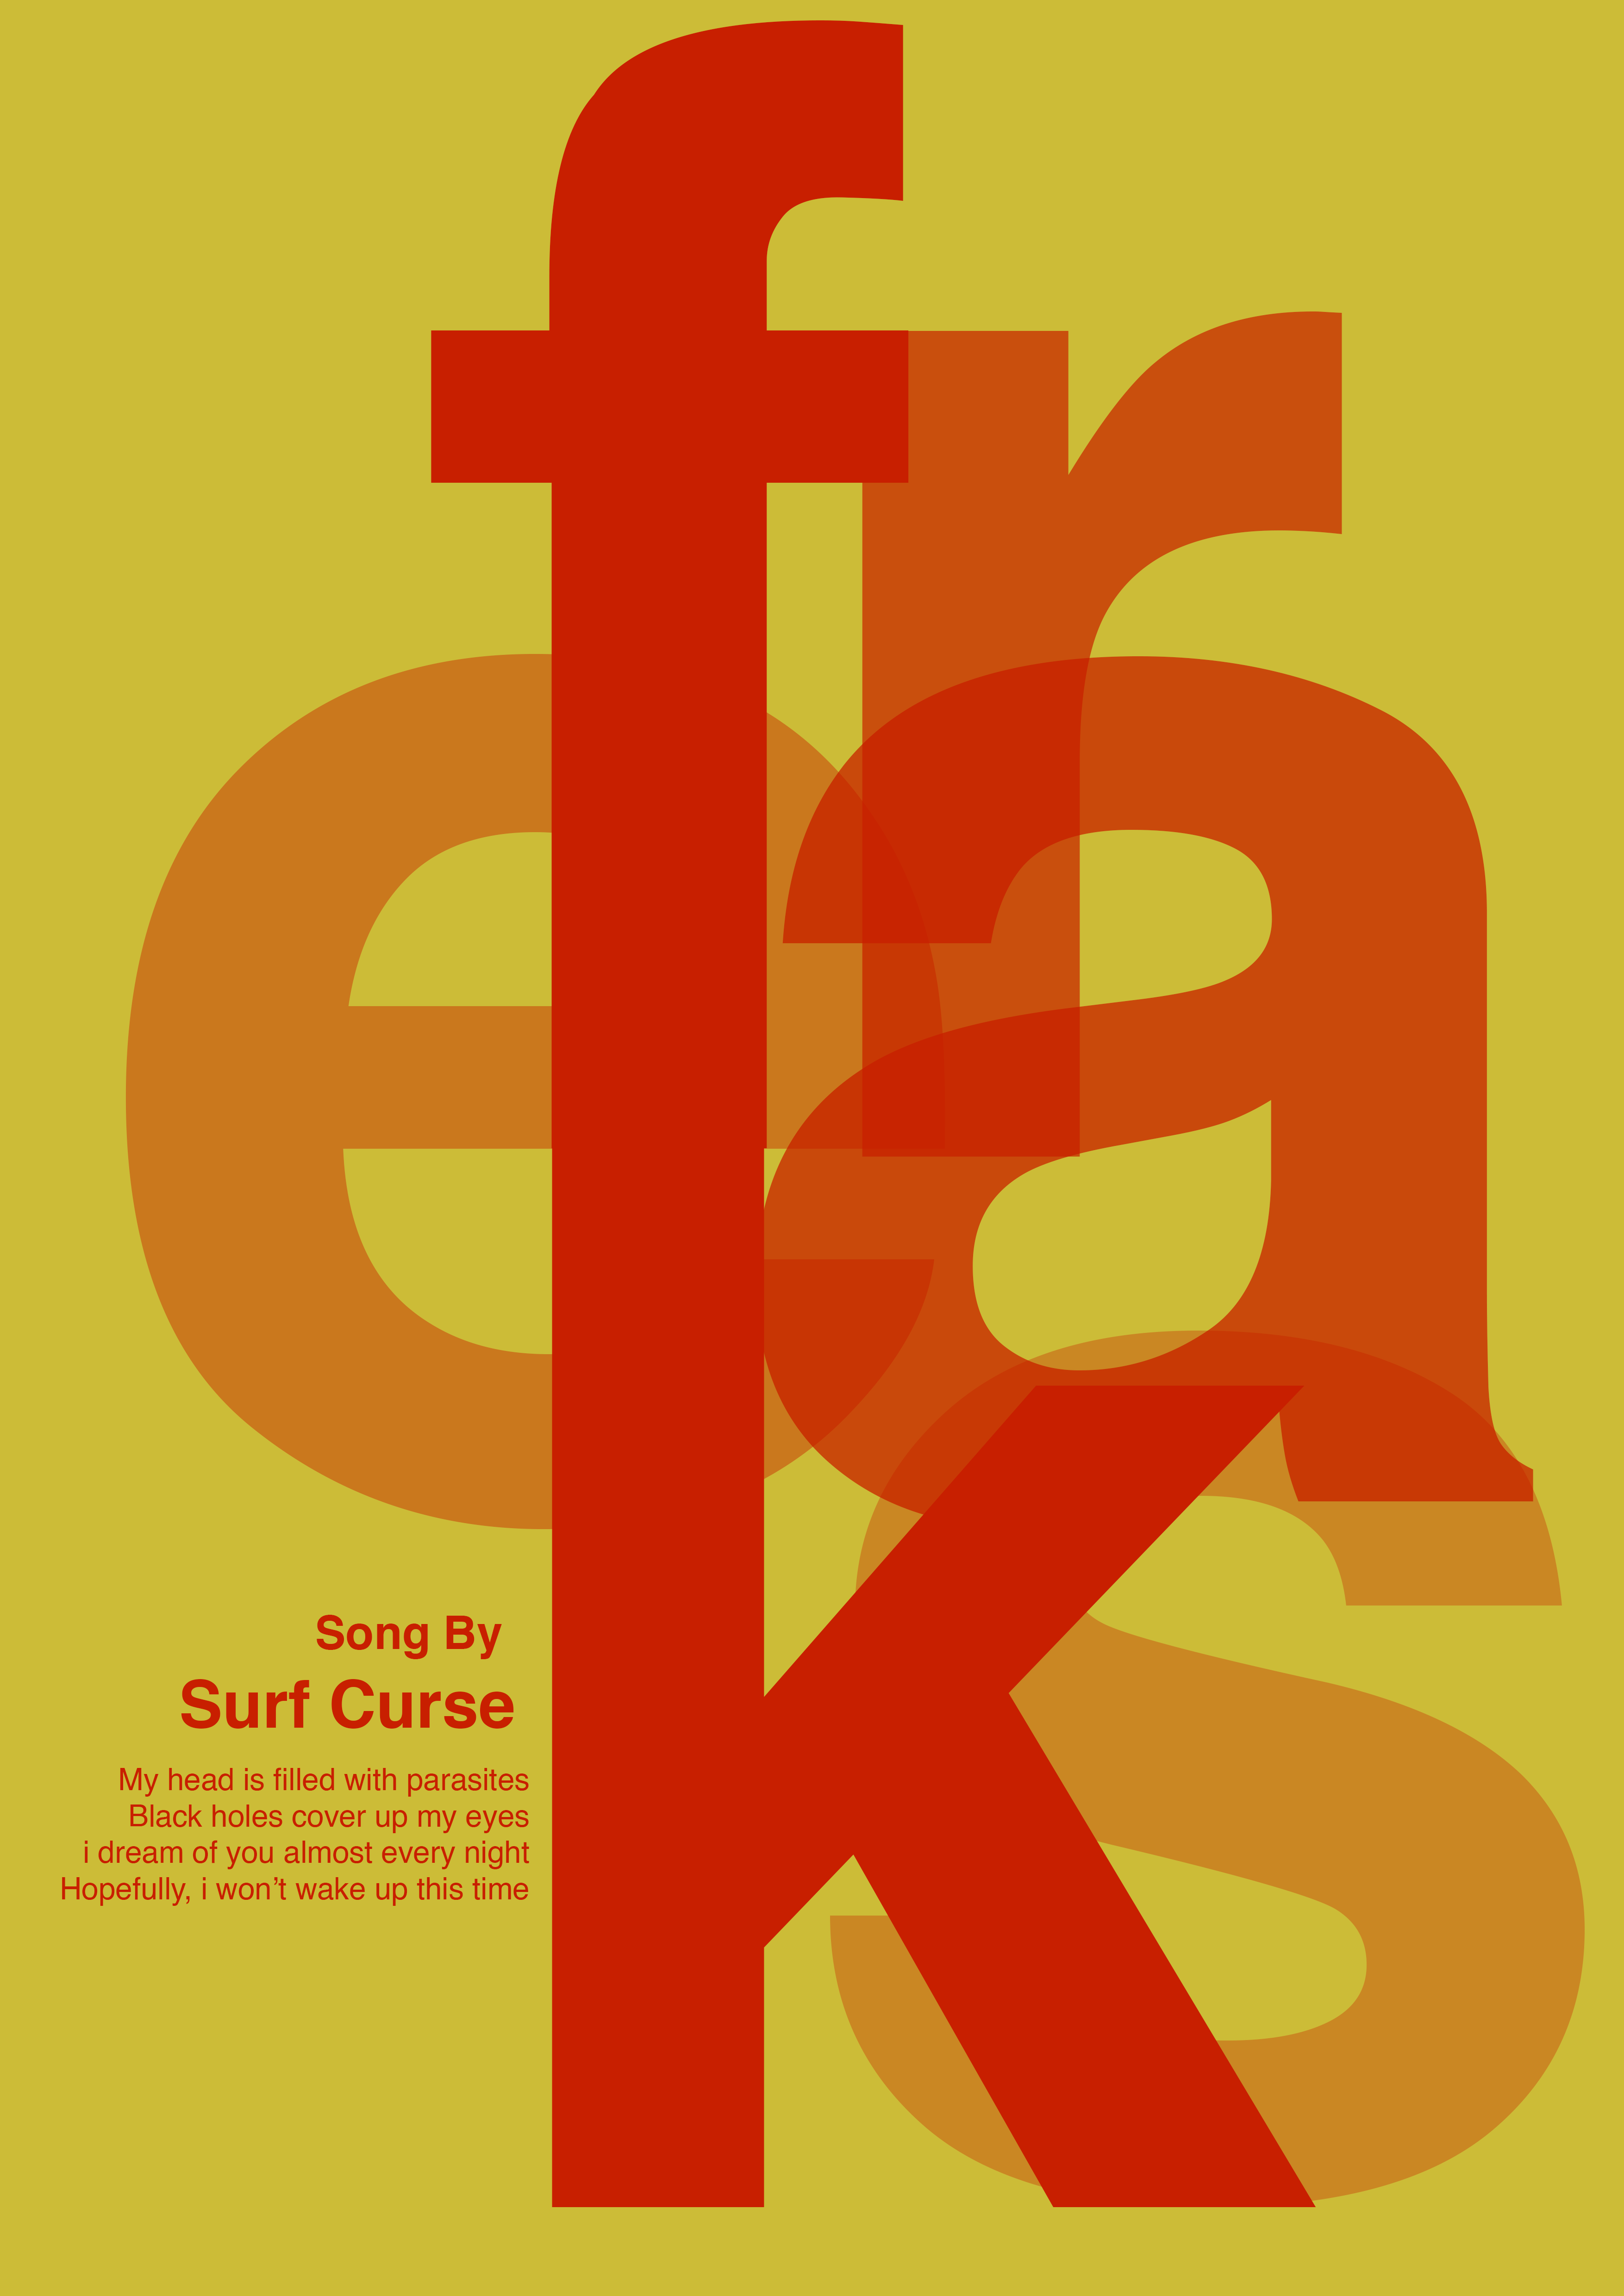 freaks
Song By
Surf Curse
My head is filled with parasites
Black holes cover up my eyes
i dream of you almost every night
Hopefully, i won’t wake up this time